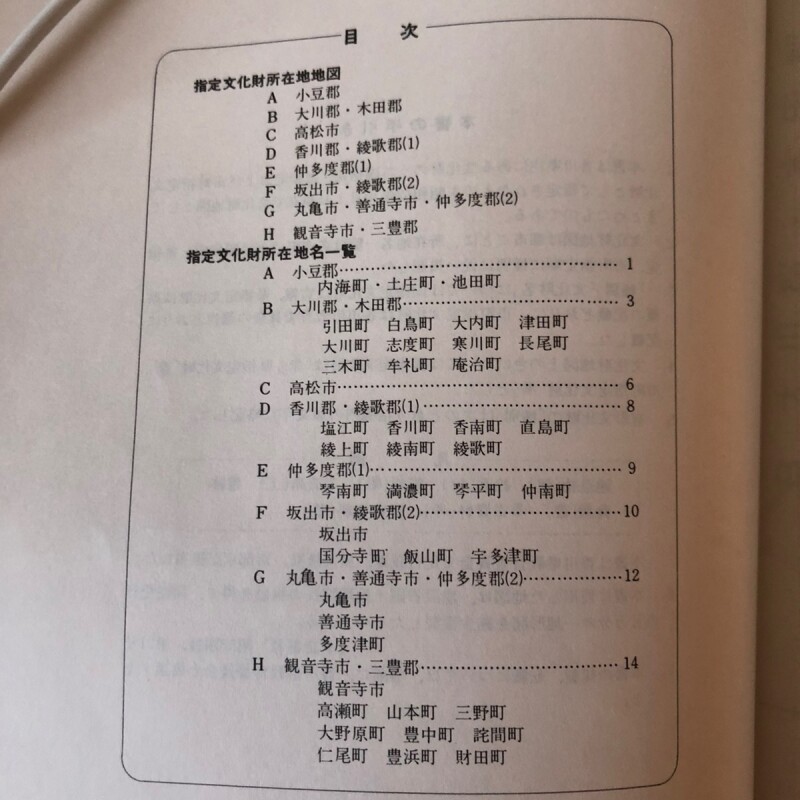 目 次
指定文化財所在地地図
A 小豆郡
B 大川郡・木田郡
C 高松市
D 香川郡・綾歌郡(1)
E 仲多度郡(1)
F 坂出市・綾歌郡(2)
G 丸亀市・善通寺市・仲多度郡(2)
H 観音寺市・三豊郡
指定文化財所在地名一覧
A 小豆郡……………………………………1
内海町・土庄町・池田町
B 大川郡・木田郡……………………………3
引田町 白鳥町 大内町 津田町
大川町 志度町 寒川町 長尾町
三木町 牟礼町 庵治町
C 高松市……………………………………6
D 香川郡・綾歌郡(1)…………………………8
塩江町 香川町 香南町 直島町
綾上町 綾南町 綾歌町
E 仲多度郡(1)…………………………………9
琴南町 満濃町 琴平町 仲南町
F 坂出市・綾歌郡(2)…………………………10
坂出市
国分寺町 飯山町 宇多津町
G 丸亀市・善通寺市・仲多度郡(2)……………12
丸亀市
善通寺市
多度津町
H 観音寺市・三豊郡…………………………14
観音寺市
高瀬町 山本町 三野町
大野原町 豊中町 詫間町
仁尾町 豊浜町 財田町